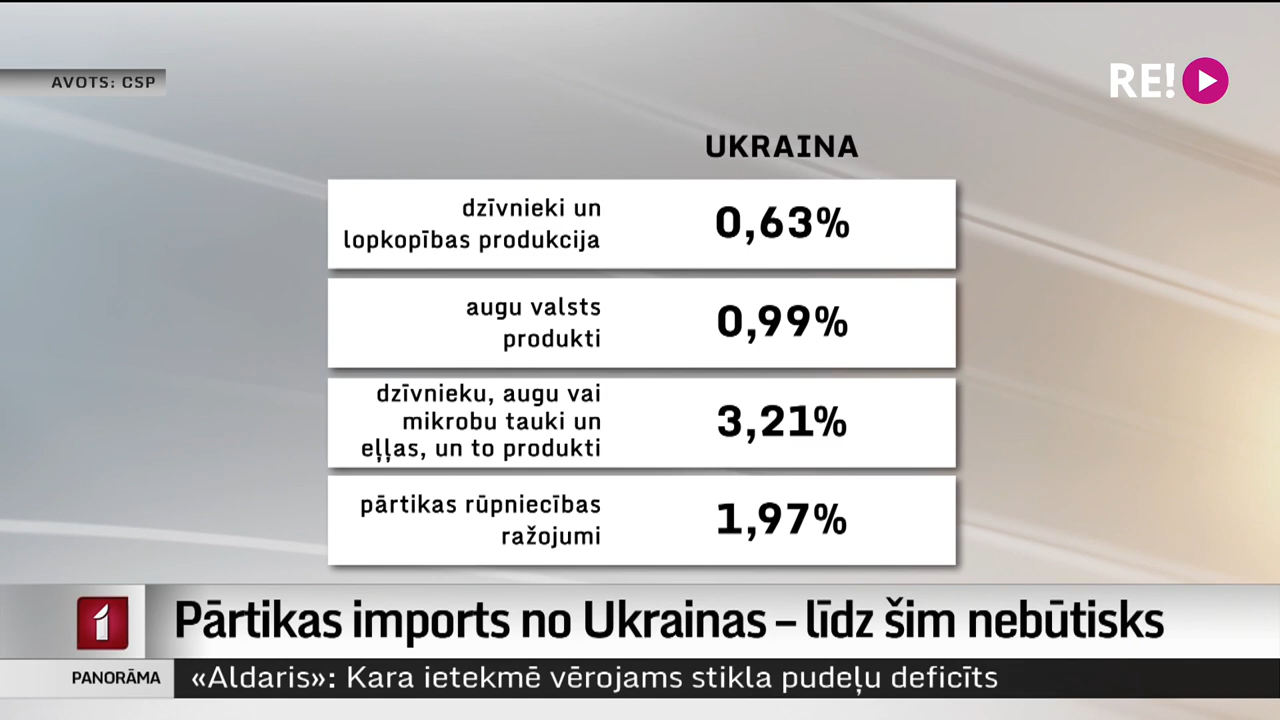 AVOTS: CSP
RE!
UKRAINA
dzīvnieki un
lopkopības produkcija
0,63%
augu valsts
produkti
0,99%
dzīvnieku, augu vai
mikrobu tauki un
eļļas, un to produkti
3,21%
pārtikas rūpniecības
ražojumi
1,97%
1
Pārtikas imports no Ukrainas – līdz šim nebūtisks
PANORĀMA
«Aldaris»: Kara ietekmē vērojams stikla pudeļu deficīts